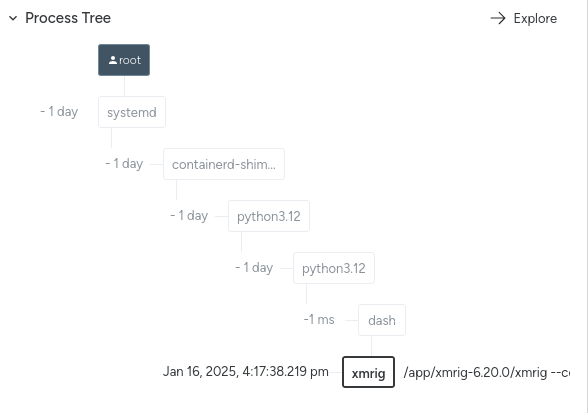 Process Tree
Explore
root
- 1 day systemd
- 1 day containerd-shim...
- 1 day python3.12
- 1 day python3.12
-1 ms dash
Jan 16, 2025, 4:17:38.219 pm xmrig /app/xmrig-6.20.0/xmrig --c